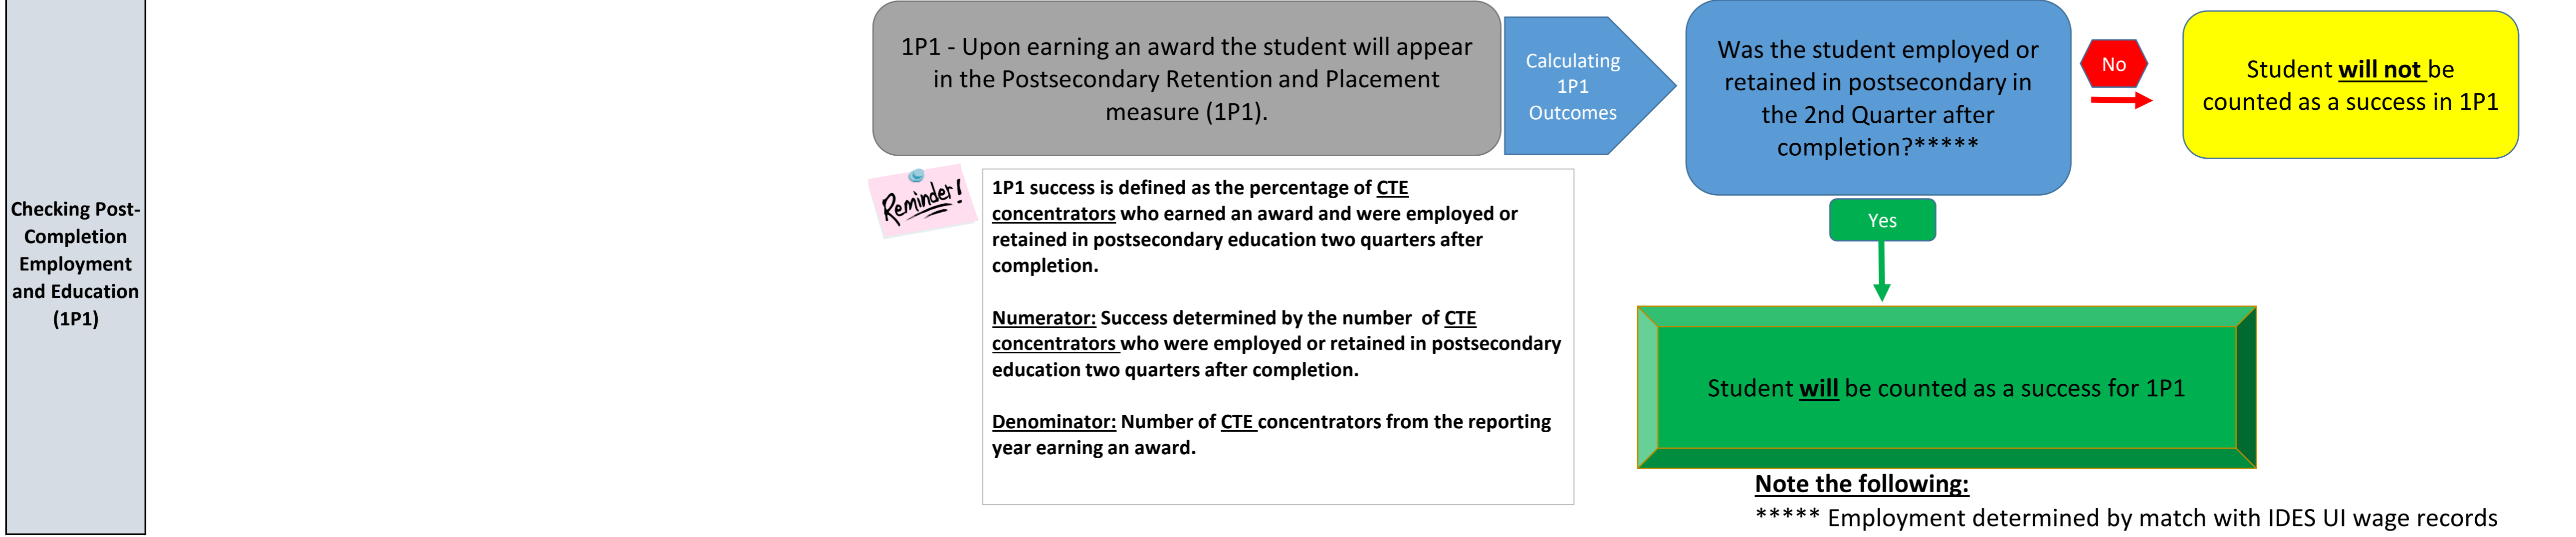 Checking Post-
Completion
Employment
and Education
(1P1)
1P1 - Upon earning an award the student will appear
in the Postsecondary Retention and Placement
measure (1P1).
Calculating
1P1
Outcomes
Was the student employed or
retained in postsecondary in
the 2nd Quarter after
completion?*****
No
Student will not be
counted as a success in 1P1
Reminder!
1P1 success is defined as the percentage of CTE
concentrators who earned an award and were employed or
retained in postsecondary education two quarters after
completion.
Numerator: Success determined by the number of CTE
concentrators who were employed or retained in postsecondary
education two quarters after completion.
Denominator: Number of CTE concentrators from the reporting
year earning an award.
Yes
Student will be counted as a success for 1P1
Note the following:
***** Employment determined by match with IDES UI wage records